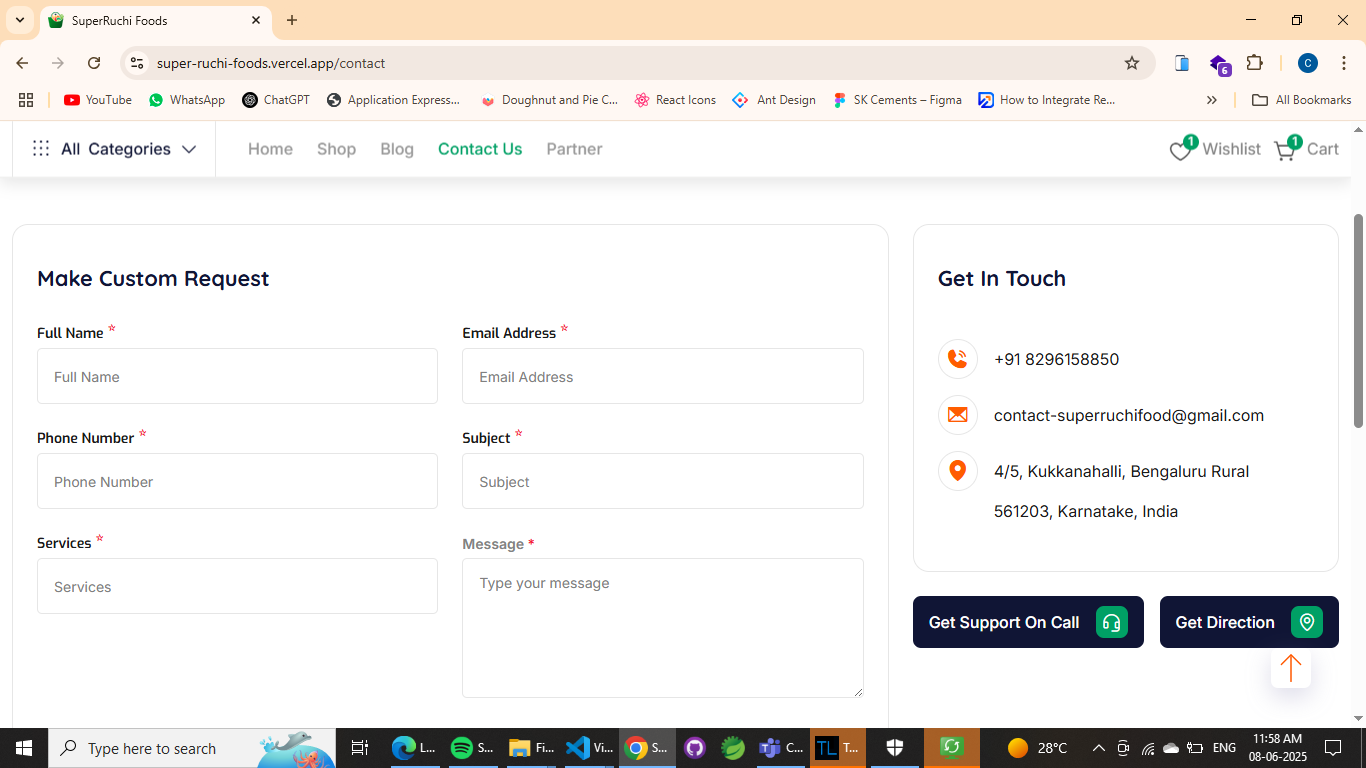 SuperRuchi Foods
super-ruchi-foods.vercel.app/contact
6
C
YouTube
WhatsApp
ChatGPT
Application Express...
Doughnut and Pie C...
React Icons
Ant Design
SK Cements – Figma
How to Integrate Re...
All Bookmarks
All Categories
Home
Shop
Blog
Contact Us
Partner
1
Wishlist
1
Cart
Make Custom Request
Full Name *
Full Name
Email Address *
Email Address
Phone Number *
Phone Number
Subject *
Subject
Services *
Services
Message *
Type your message
Get In Touch
+91 8296158850
contact-superruchifood@gmail.com
4/5, Kukkanahalli, Bengaluru Rural
561203, Karnatake, India
Get Support On Call
Get Direction
Type here to search
L...
S...
Fi...
Vi...
S...
C...
TL
T...
28°C
ENG
11:58 AM
08-06-2025